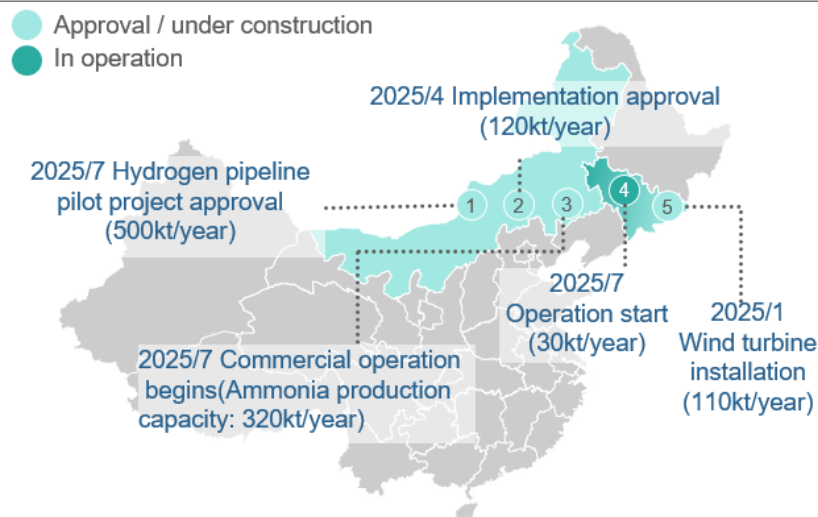 Approval / under construction
In operation
2025/4 Implementation approval
(120kt/year)
2025/7 Hydrogen pipeline
pilot project approval
(500kt/year)
1
2
3
4
5
2025/7
Operation start
(30kt/year)
2025/1
Wind turbine
installation
(110kt/year)
2025/7 Commercial operation
begins(Ammonia production
capacity: 320kt/year)